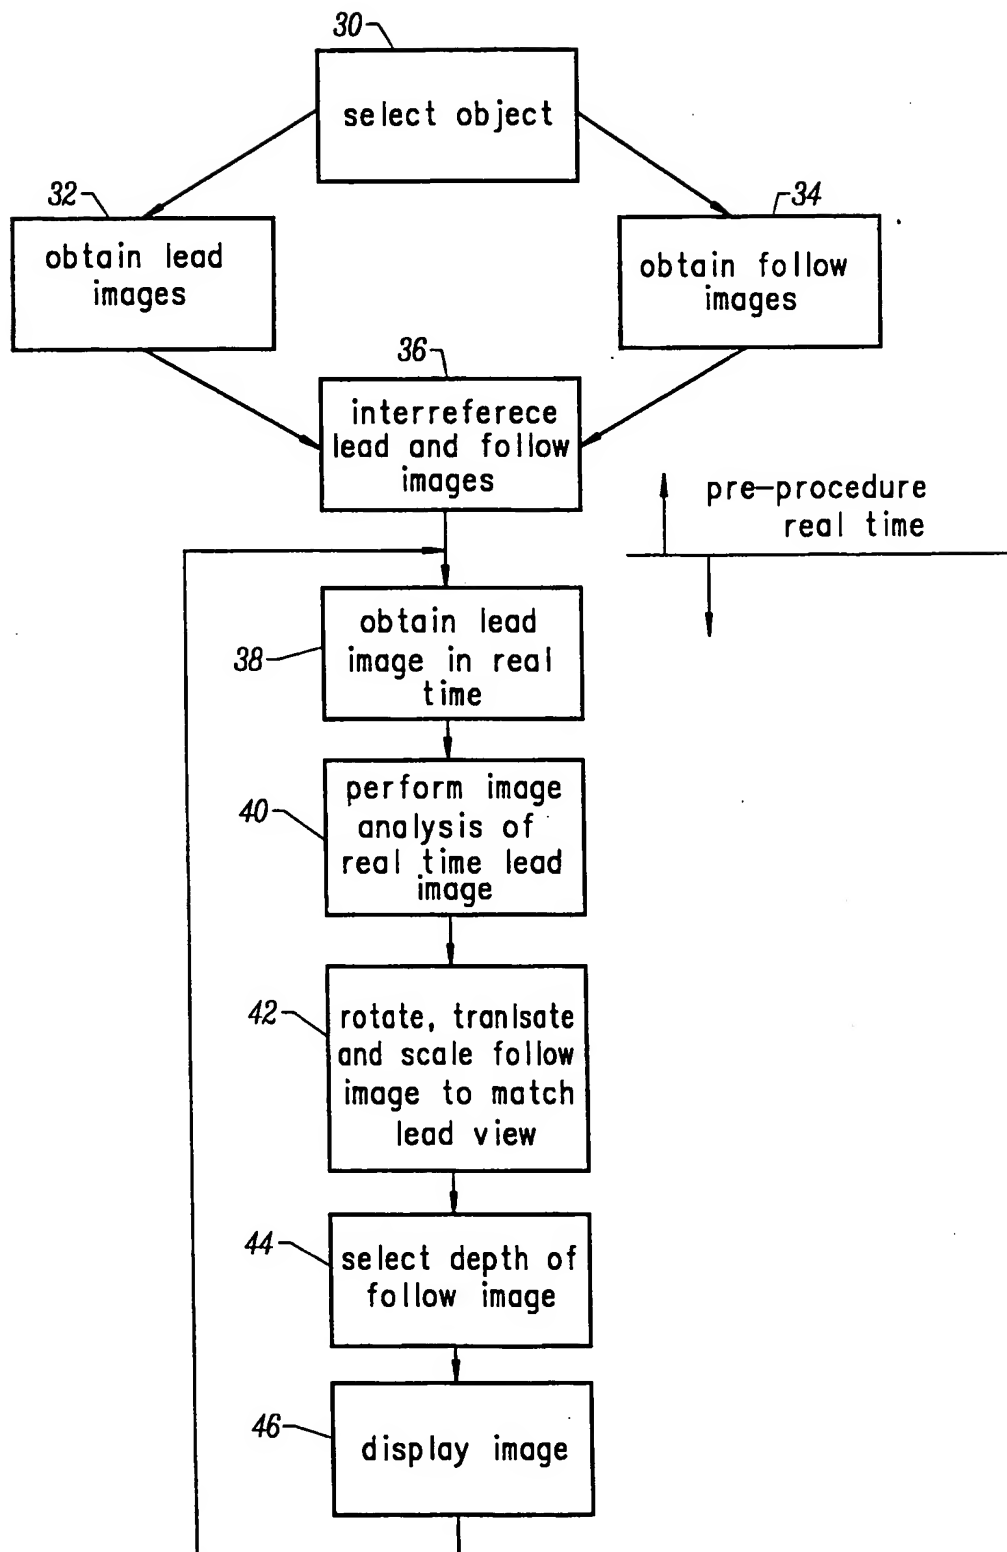 30
select object
32
obtain lead
images
34
obtain follow
images
36
interreferece
lead and follow
images
pre-procedure
real time
38
obtain lead
image in real
time
40
perform image
analysis of
real time lead
image
42
rotate, tranlsate
and scale follow
image to match
lead view
44
select depth of
follow image
46
display image